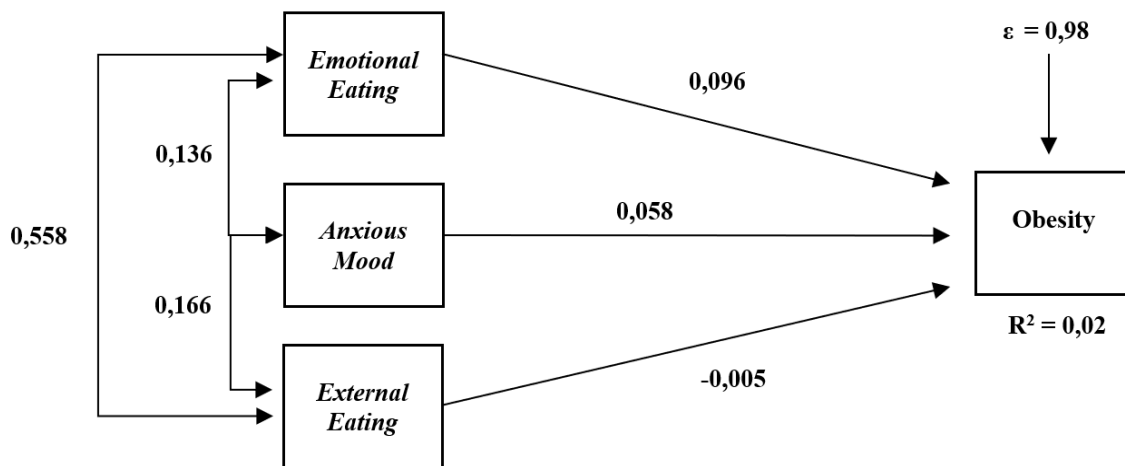 ε = 0,98
Emotional
Eating
0,096
0,136
Anxious
Mood
0,058
Obesity
0,558
0,166
R² = 0,02
External
Eating
-0,005